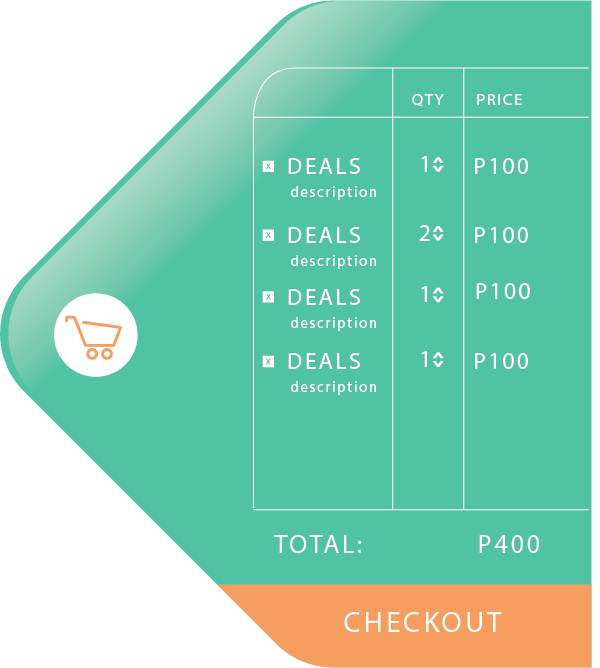 QTY PRICE
x DEALS 1 P100
description
x DEALS 2 P100
description
x DEALS 1 P100
description
x DEALS 1 P100
description
TOTAL: P400
CHECKOUT